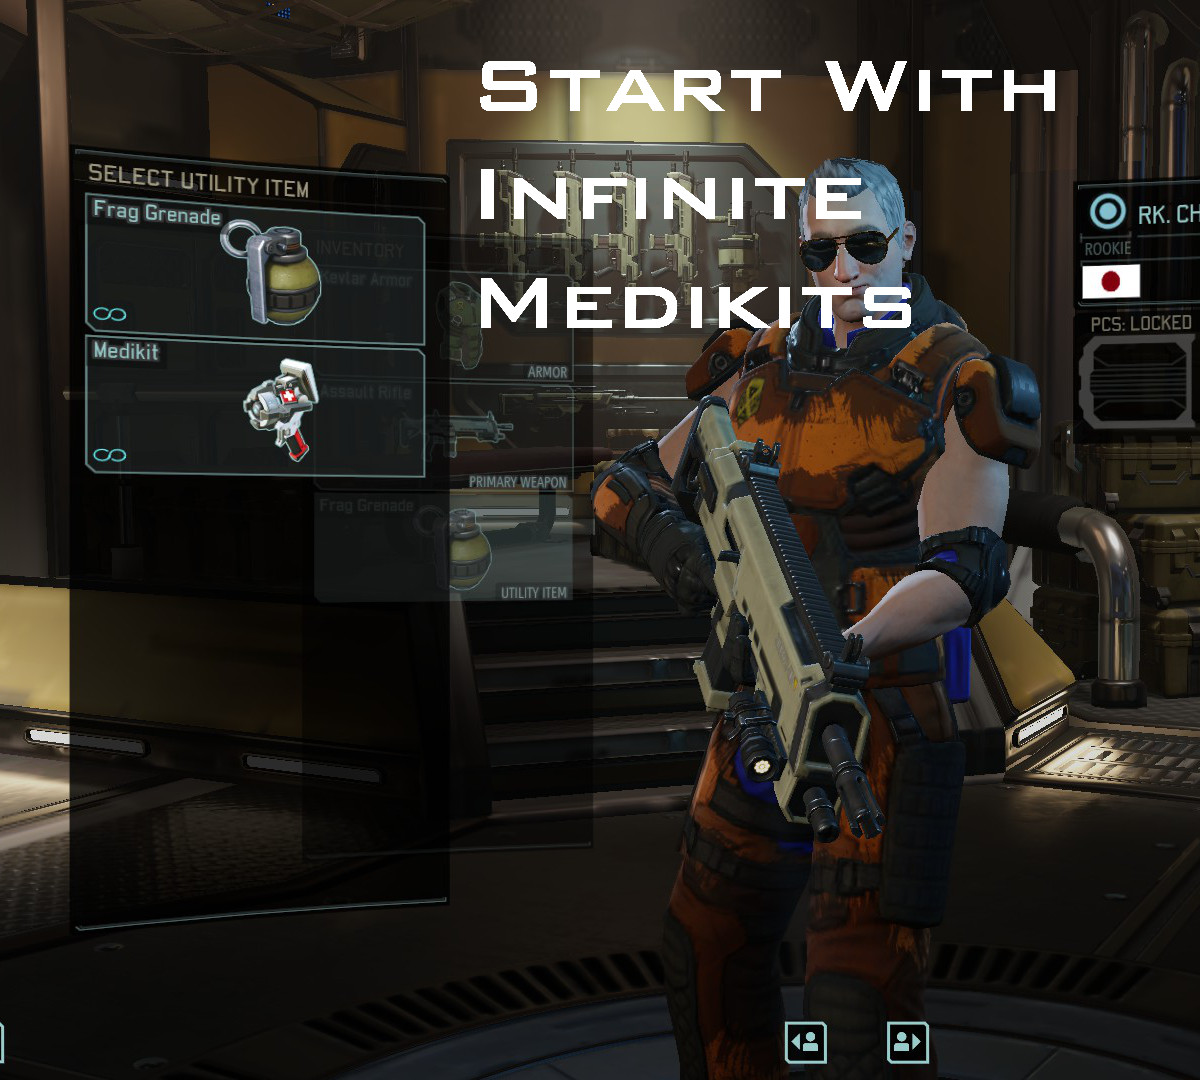 Start With
Infinite
Medikits
SELECT UTILITY ITEM
Frag Grenade
∞
Medikit
∞
INVENTORY
Kevlar Armor
ARMOR
Assault Rifle
PRIMARY WEAPON
Frag Grenade
UTILITY ITEM
RK. CH
ROOKIE
PCS: LOCKED